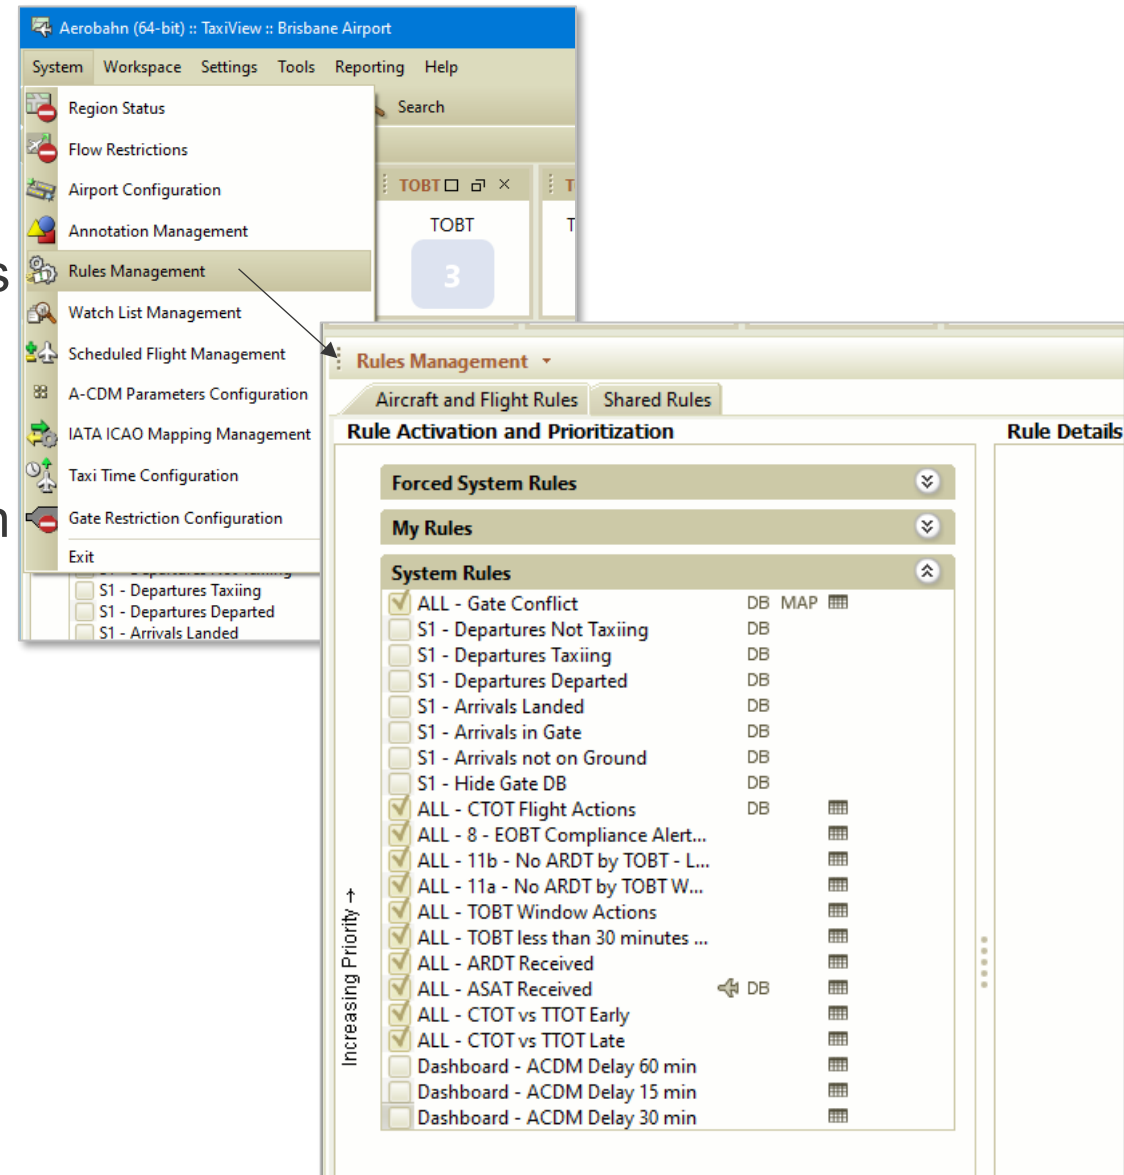 Aerobahn (64-bit) :: TaxiView :: Brisbane Airport
System Workspace Settings Tools Reporting Help
Region Status
Search
Flow Restrictions
Airport Configuration
TOBT
T
Annotation Management
TOBT
T
s
Rules Management
3
Watch List Management
Scheduled Flight Management
A-CDM Parameters Configuration
IATA ICAO Mapping Management
Taxi Time Configuration
n
Gate Restriction Configuration
Exit
S1 - Departures Not Taxiing
S1 - Departures Taxiing
S1 - Departures Departed
S1 - Arrivals Landed
Rules Management
Aircraft and Flight Rules Shared Rules
Rule Activation and Prioritization
Rule Details
Forced System Rules
My Rules
System Rules
ALL - Gate Conflict DB MAP
S1 - Departures Not Taxiing DB
S1 - Departures Taxiing DB
S1 - Departures Departed DB
S1 - Arrivals Landed DB
S1 - Arrivals in Gate DB
S1 - Arrivals not on Ground DB
S1 - Hide Gate DB DB
ALL - CTOT Flight Actions DB
ALL - 8 - EOBT Compliance Alert...
ALL - 11b - No ARDT by TOBT - L...
ALL - 11a - No ARDT by TOBT W...
ALL - TOBT Window Actions
ALL - TOBT less than 30 minutes ...
ALL - ARDT Received
ALL - ASAT Received DB
ALL - CTOT vs TTOT Early
ALL - CTOT vs TTOT Late
Dashboard - ACDM Delay 60 min
Dashboard - ACDM Delay 15 min
Dashboard - ACDM Delay 30 min
Increasing Priority →